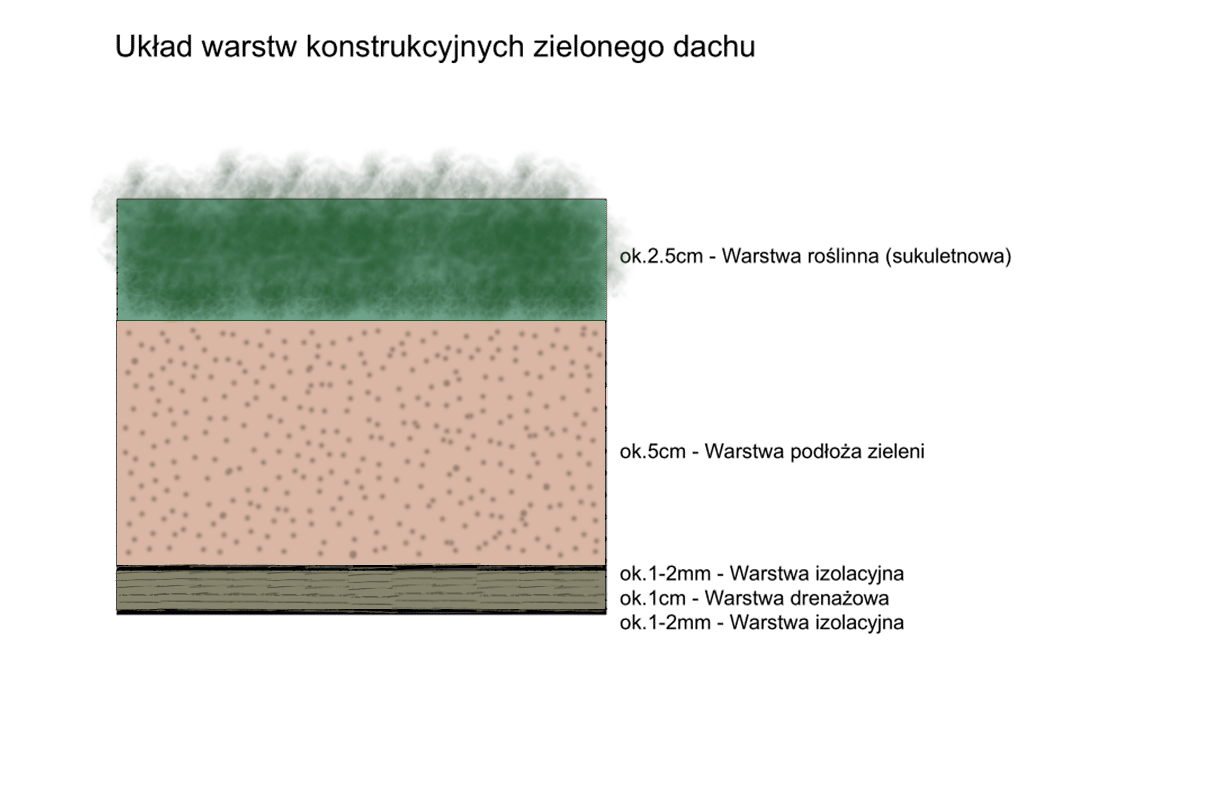 Układ warstw konstrukcyjnych zielonego dachu
ok.2.5cm - Warstwa roślinna (sukuletnowa)
ok.5cm - Warstwa podłoża zieleni
ok.1-2mm - Warstwa izolacyjna
ok.1cm - Warstwa drenażowa
ok.1-2mm - Warstwa izolacyjna